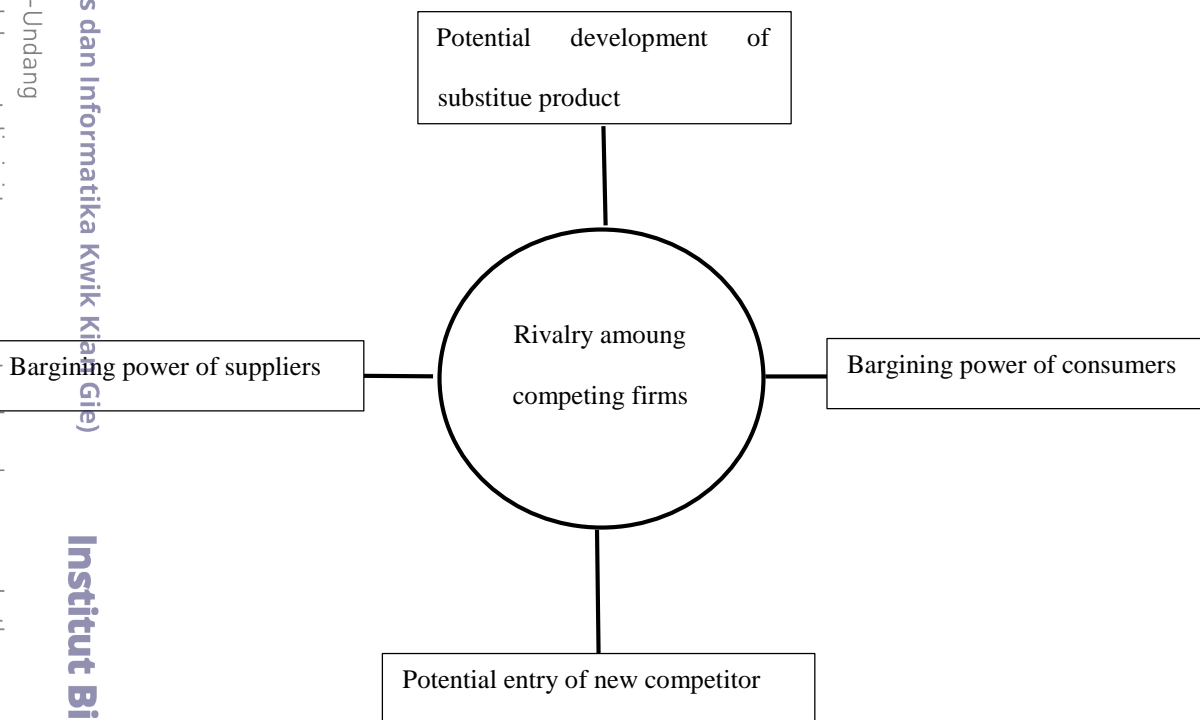 Potential development of
substitue product
Rivalry amoung
competing firms
Bargining power of suppliers
Bargining power of consumers
Potential entry of new competitor
-Undang
s dan Informatika Kwik Kian Gie)
Institut Bi